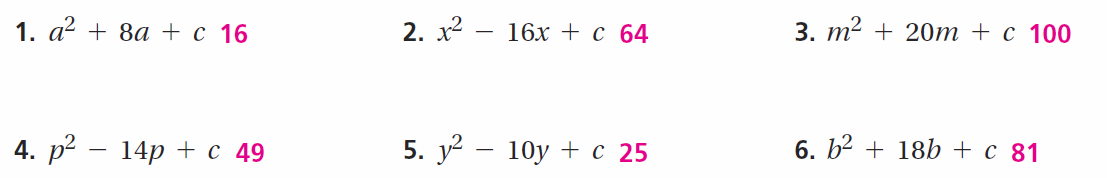 1. a² + 8a + c 16 2. x² − 16x + c 64 3. m² + 20m + c 100
4. p² − 14p + c 49 5. y² − 10y + c 25 6. b² + 18b + c 81